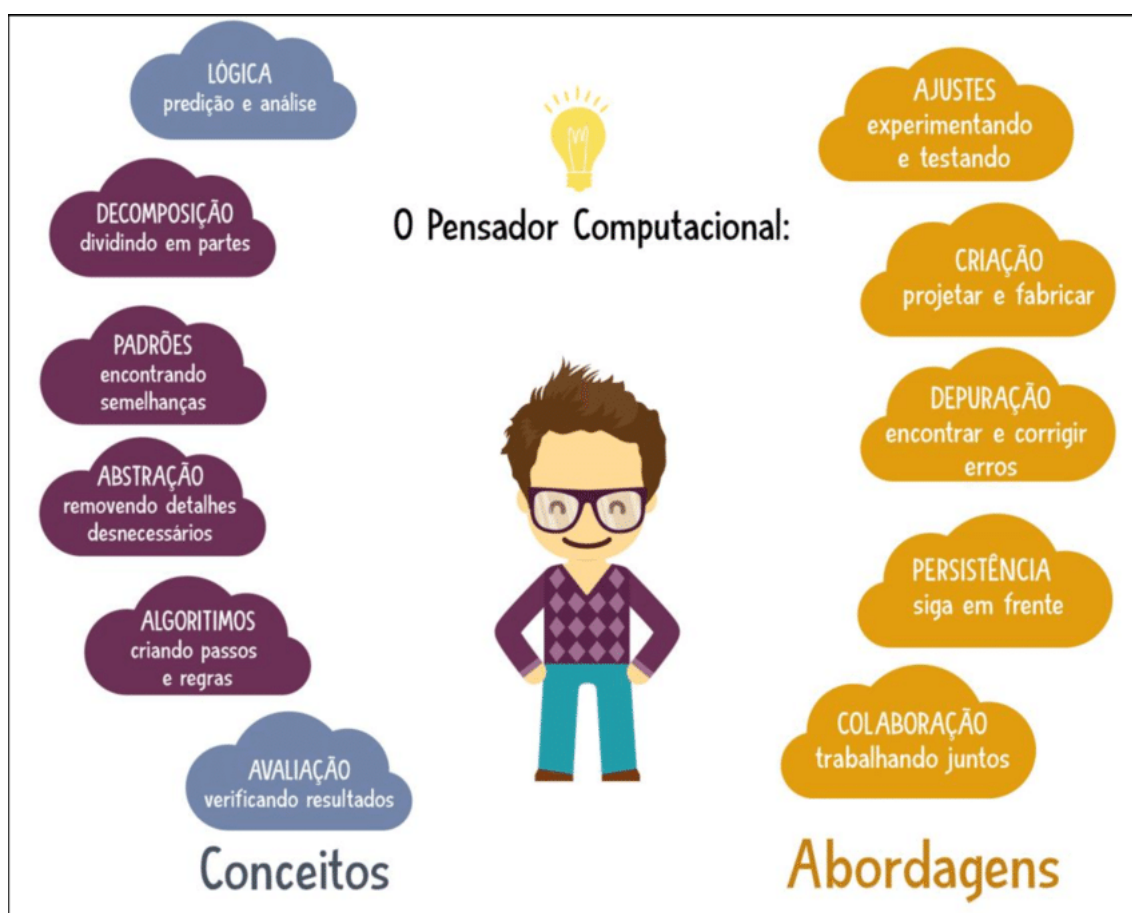 LÓGICA
predição e análise
DECOMPOSIÇÃO
dividindo em partes
PADRÕES
encontrando
semelhanças
ABSTRAÇÃO
removendo detalhes
desnecessários
ALGORITIMOS
criando passos
e regras
AVALIAÇÃO
verificando resultados
Conceitos
O Pensador Computacional:
AJUSTES
experimentando
e testando
CRIAÇÃO
projetar e fabricar
DEPURAÇÃO
encontrar e corrigir
erros
PERSISTÊNCIA
siga em frente
COLABORAÇÃO
trabalhando juntos
Abordagens